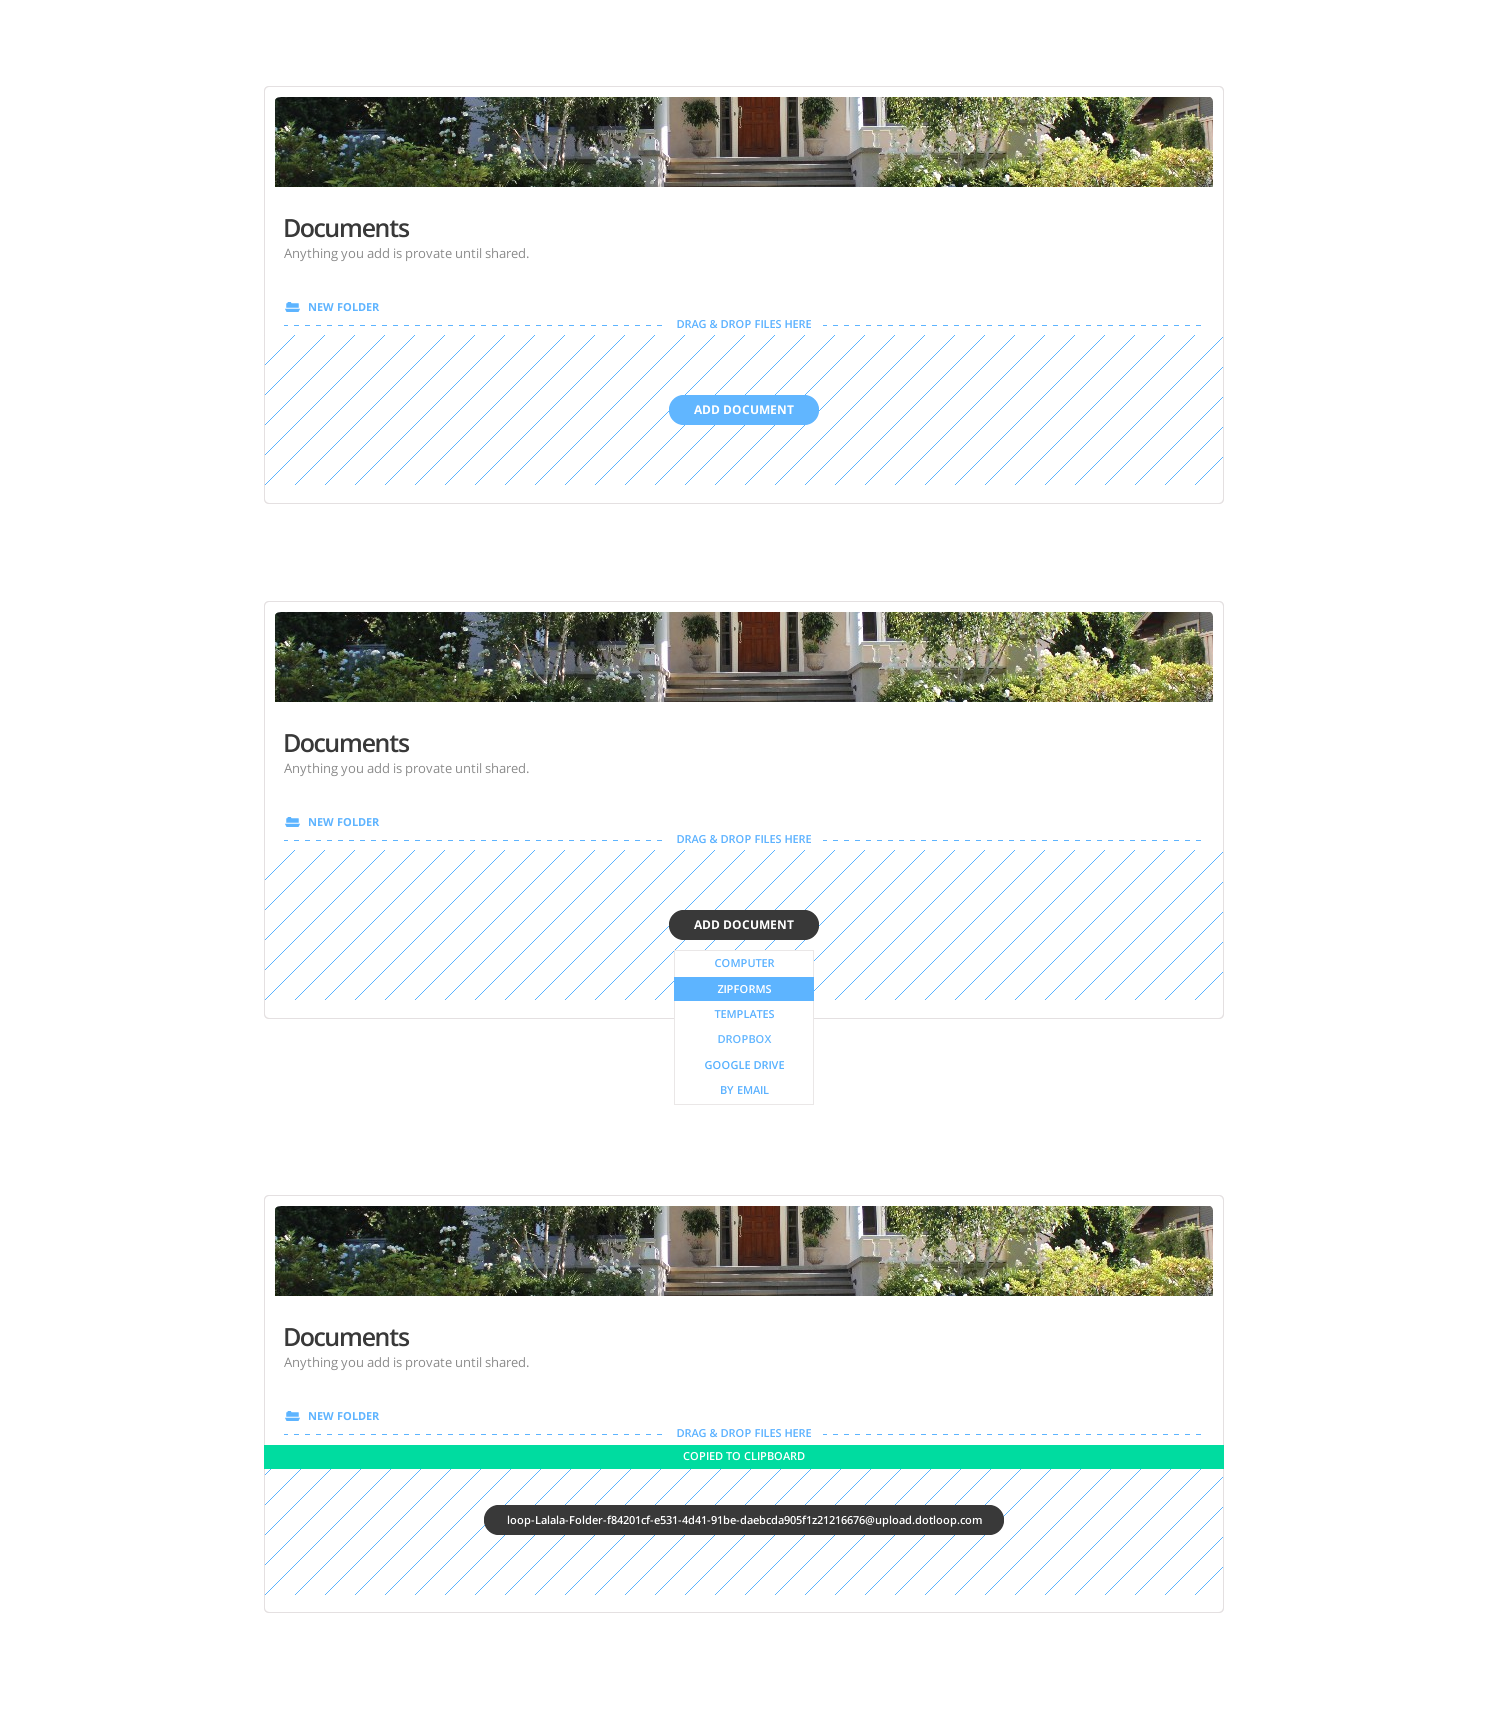 Documents
Anything you add is provate until shared.
NEW FOLDER
DRAG & DROP FILES HERE
ADD DOCUMENT
Documents
Anything you add is provate until shared.
NEW FOLDER
DRAG & DROP FILES HERE
ADD DOCUMENT
COMPUTER
ZIPFORMS
TEMPLATES
DROPBOX
GOOGLE DRIVE
BY EMAIL
Documents
Anything you add is provate until shared.
NEW FOLDER
DRAG & DROP FILES HERE
COPIED TO CLIPBOARD
loop-Lalala-Folder-f84201cf-e531-4d41-91be-daebcda905f1z21216676@upload.dotloop.com